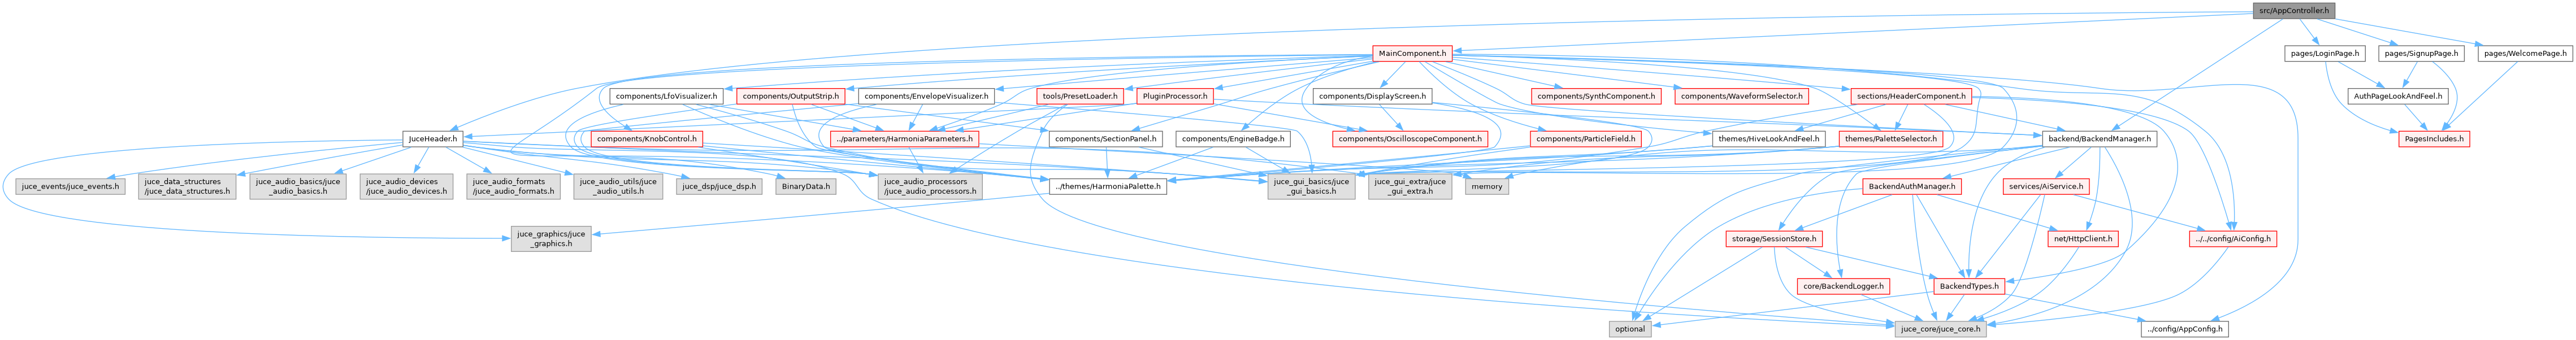 src/AppController.h
MainComponent.h
pages/LoginPage.h
pages/SignupPage.h
pages/WelcomePage.h
components/LfoVisualizer.h
components/OutputStrip.h
components/EnvelopeVisualizer.h
tools/PresetLoader.h
PluginProcessor.h
components/DisplayScreen.h
components/SynthComponent.h
components/WaveformSelector.h
sections/HeaderComponent.h
AuthPageLookAndFeel.h
JuceHeader.h
components/KnobControl.h
../parameters/HarmoniaParameters.h
components/SectionPanel.h
components/EngineBadge.h
components/OscilloscopeComponent.h
components/ParticleField.h
themes/HiveLookAndFeel.h
themes/PaletteSelector.h
backend/BackendManager.h
PagesIncludes.h
juce_events/juce_events.h
juce_data_structures
/juce_data_structures.h
juce_audio_basics/juce
_audio_basics.h
juce_audio_devices
/juce_audio_devices.h
juce_audio_formats
/juce_audio_formats.h
juce_audio_utils/juce
_audio_utils.h
juce_dsp/juce_dsp.h
BinaryData.h
juce_audio_processors
/juce_audio_processors.h
../themes/HarmoniaPalette.h
juce_gui_basics/juce
_gui_basics.h
juce_gui_extra/juce
_gui_extra.h
memory
BackendAuthManager.h
services/AiService.h
juce_graphics/juce
_graphics.h
storage/SessionStore.h
net/HttpClient.h
../../config/AiConfig.h
core/BackendLogger.h
BackendTypes.h
optional
juce_core/juce_core.h
../config/AppConfig.h